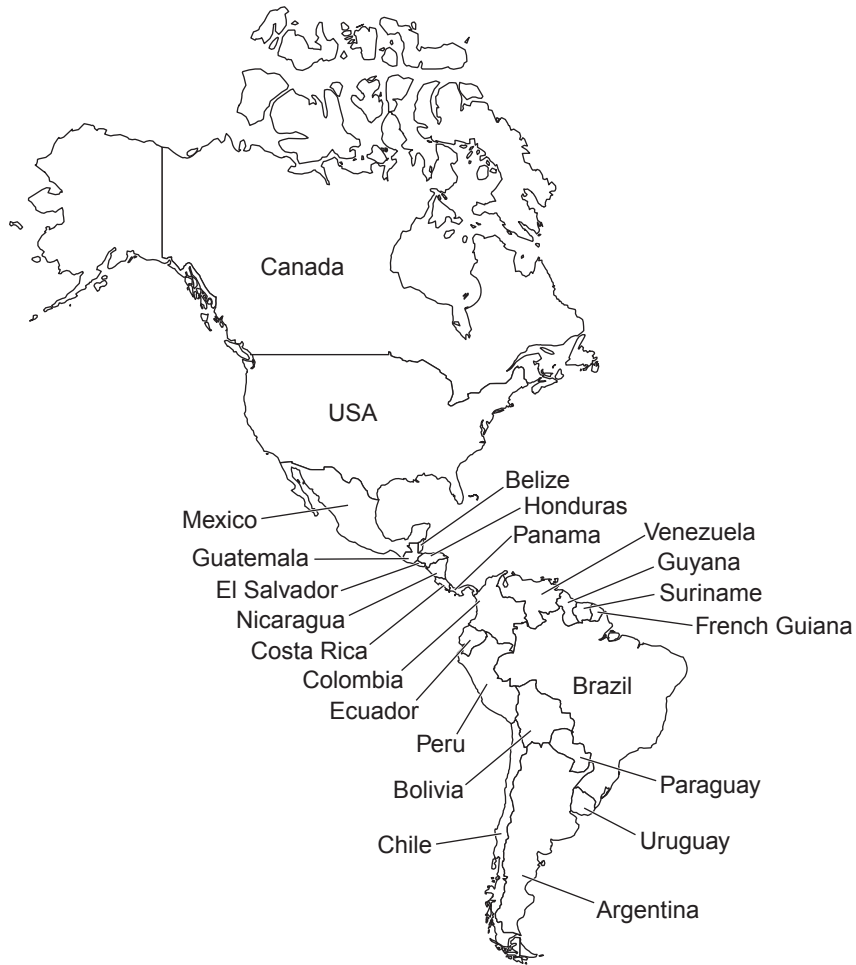 Canada
USA
Belize
Honduras
Mexico
Panama
Venezuela
Guatemala
Guyana
El Salvador
Suriname
Nicaragua
French Guiana
Costa Rica
Colombia
Brazil
Ecuador
Peru
Paraguay
Bolivia
Uruguay
Chile
Argentina